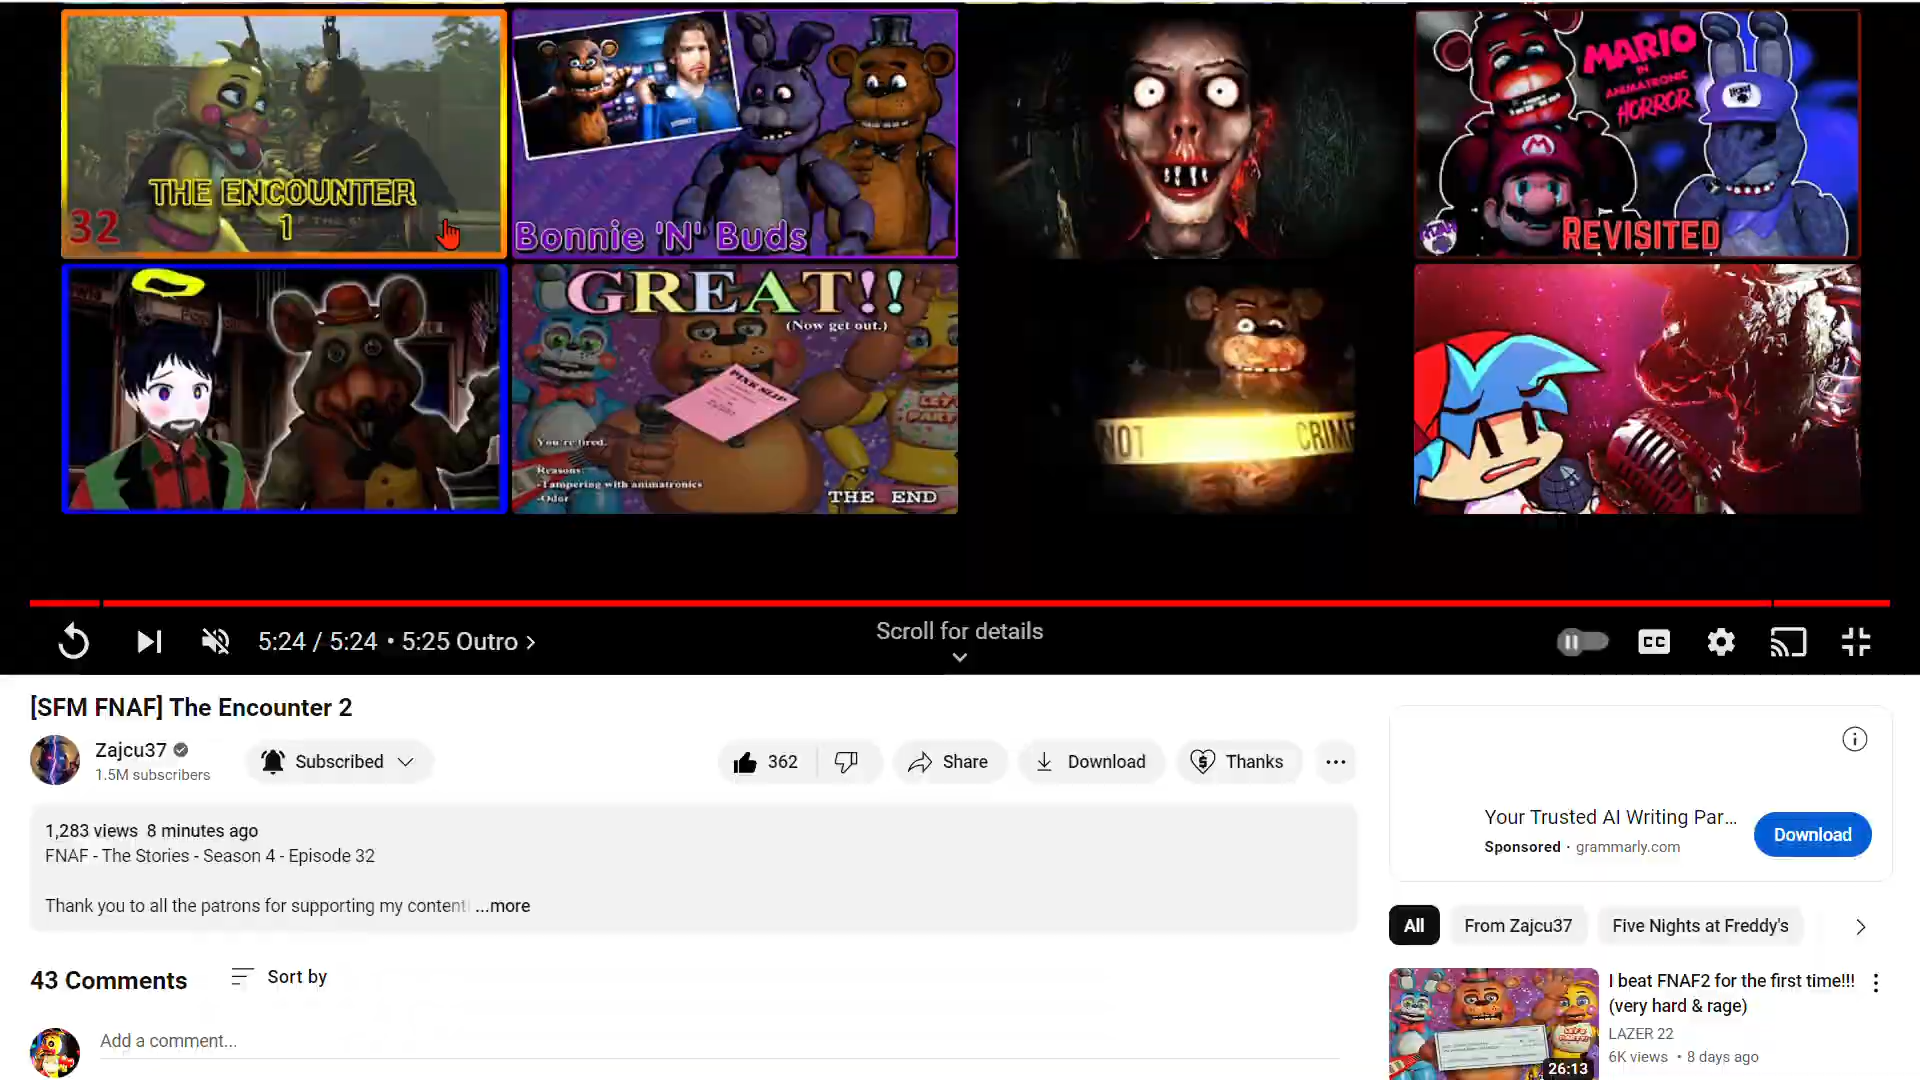 THE ENCOUNTER
1
32
Bonnie 'N' Buds
MARIO
IN
ANIMATRONIC
HORROR
REVISITED
GREAT!!
(Now get out.)
PINK SLIP
You're fired.
Reasons:
-Tampering with animatronics
-Odor
THE END
LET'S
PARTY
NOT
CRIME
5:24 / 5:24 • 5:25 Outro
Scroll for details
CC
[SFM FNAF] The Encounter 2
Zajcu37
1.5M subscribers
Subscribed
362
Share
Download
Thanks
1,283 views 8 minutes ago
FNAF - The Stories - Season 4 - Episode 32
Thank you to all the patrons for supporting my content! ...more
43 Comments
Sort by
Add a comment...
Your Trusted AI Writing Par...
Sponsored · grammarly.com
Download
All
From Zajcu37
Five Nights at Freddy's
I beat FNAF2 for the first time!!!
(very hard & rage)
LAZER 22
6K views • 8 days ago
26:13